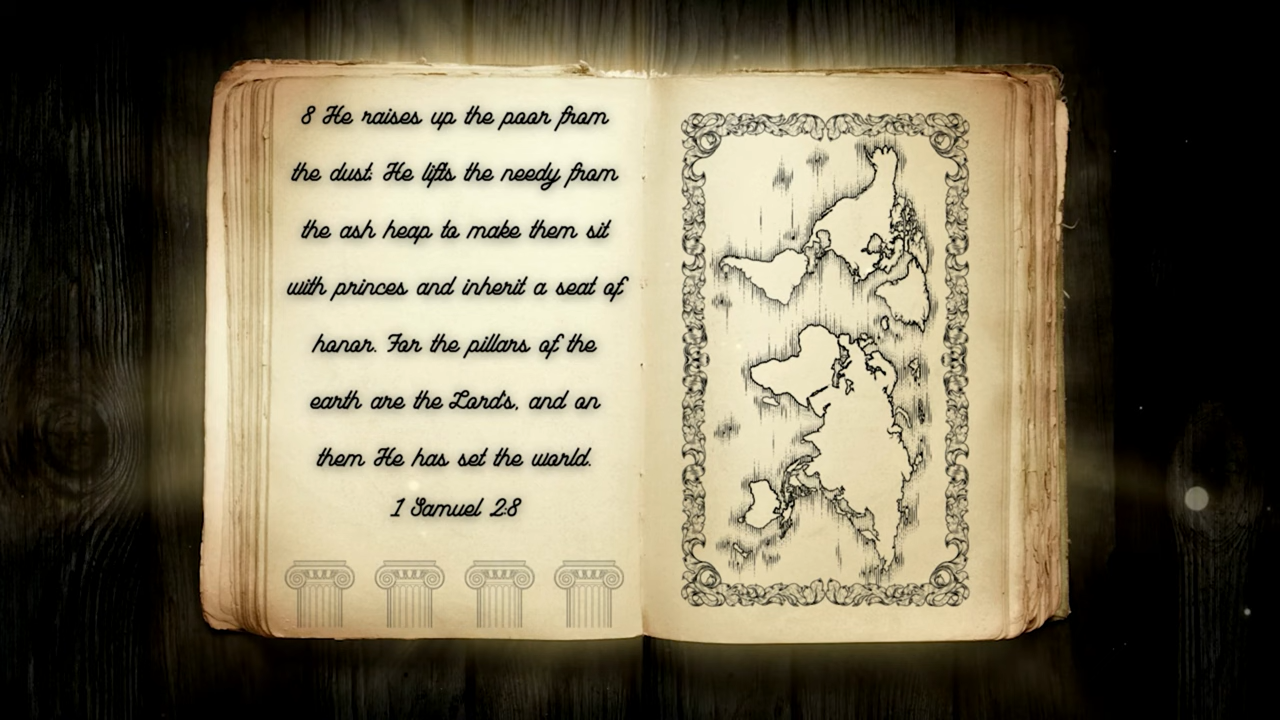 8 He raises up the poor from
the dust; He lifts the needy from
the ash heap to make them sit
with princes and inherit a seat of
honor. For the pillars of the
earth are the Lord's, and on
them He has set the world.
1 Samuel 2:8